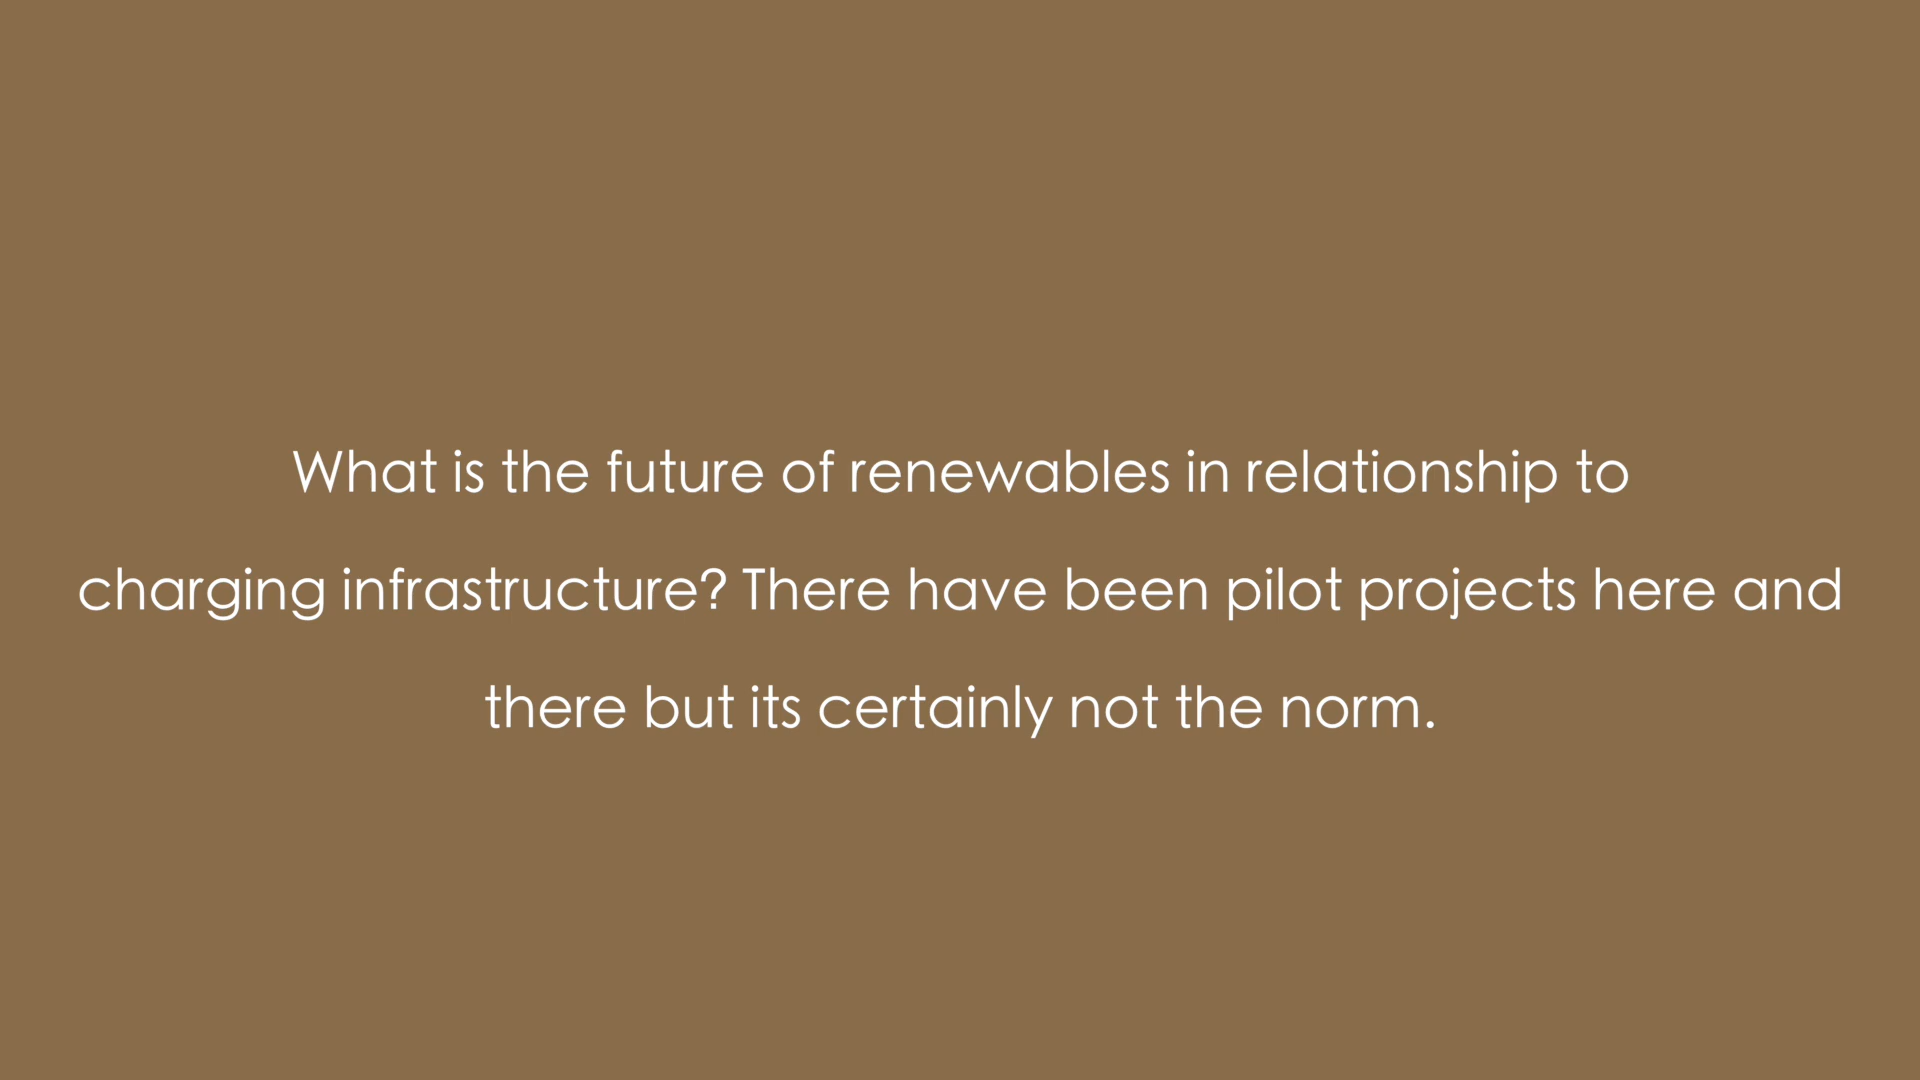 What is the future of renewables in relationship to
charging infrastructure? There have been pilot projects here and
there but its certainly not the norm.